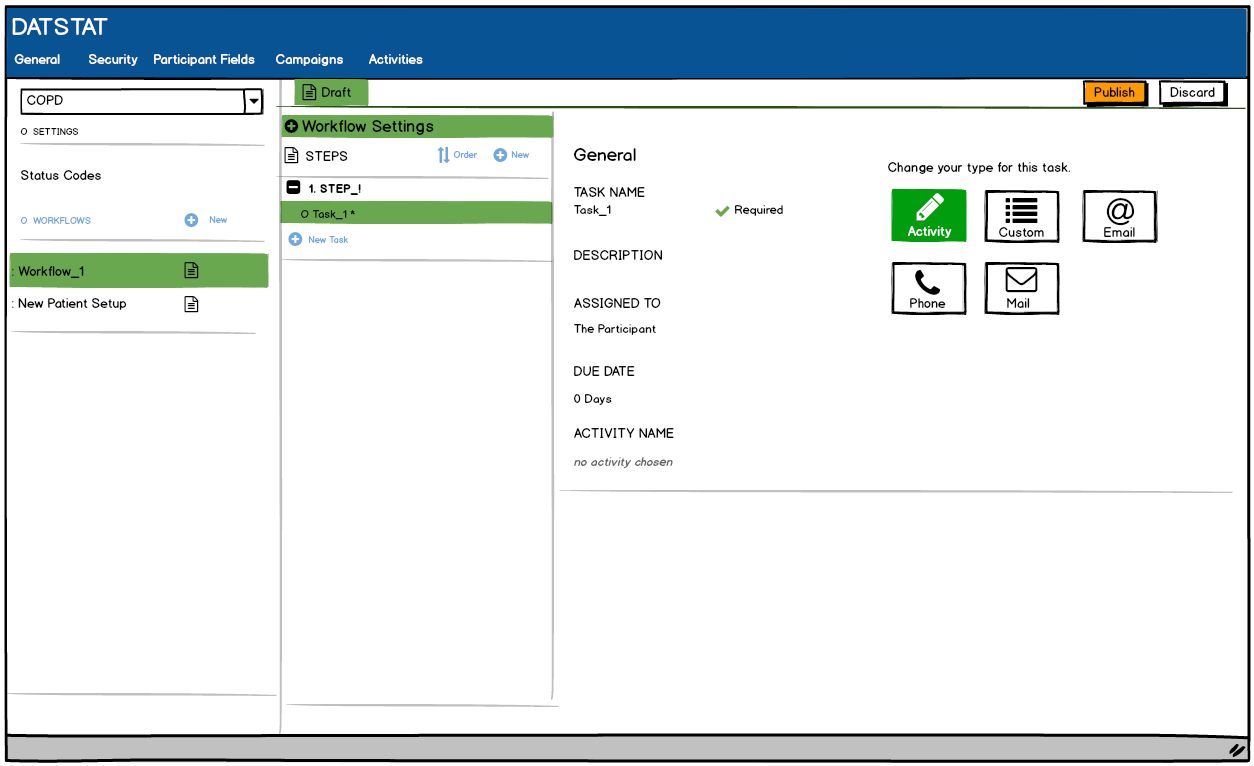 DATSTAT
General Security Participant Fields Campaigns Activities
COPD
O SETTINGS
Status Codes
O WORKFLOWS New
: Workflow_1
: New Patient Setup
Draft
Publish Discard
Workflow Settings
STEPS Order New
1. STEP_!
O Task_1 *
New Task
General
TASK NAME
Task_1 Required
DESCRIPTION
ASSIGNED TO
The Participant
DUE DATE
0 Days
ACTIVITY NAME
no activity chosen
Change your type for this task.
Activity Custom @ Email
Phone Mail